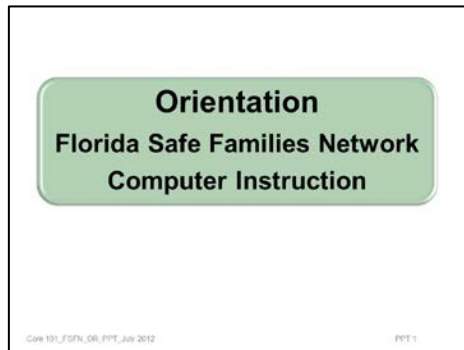 Orientation
Florida Safe Families Network
Computer Instruction
Core 101_FSFN_OR_PPT_July 2012
PPT 1